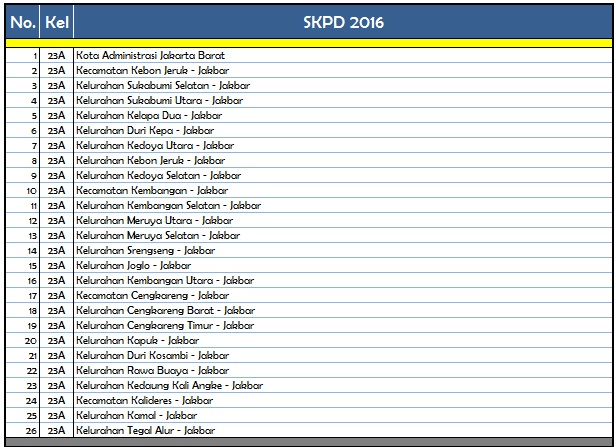 No. Kel SKPD 2016
1 23A Kota Administrasi Jakarta Barat
2 23A Kecamatan Kebon Jeruk - Jakbar
3 23A Kelurahan Sukabumi Selatan - Jakbar
4 23A Kelurahan Sukabumi Utara - Jakbar
5 23A Kelurahan Kelapa Dua - Jakbar
6 23A Kelurahan Duri Kepa - Jakbar
7 23A Kelurahan Kedoya Utara - Jakbar
8 23A Kelurahan Kebon Jeruk - Jakbar
9 23A Kelurahan Kedoya Selatan - Jakbar
10 23A Kecamatan Kembangan - Jakbar
11 23A Kelurahan Kembangan Selatan - Jakbar
12 23A Kelurahan Meruya Utara - Jakbar
13 23A Kelurahan Meruya Selatan - Jakbar
14 23A Kelurahan Srengseng - Jakbar
15 23A Kelurahan Joglo - Jakbar
16 23A Kelurahan Kembangan Utara - Jakbar
17 23A Kecamatan Cengkareng - Jakbar
18 23A Kelurahan Cengkareng Barat - Jakbar
19 23A Kelurahan Cengkareng Timur - Jakbar
20 23A Kelurahan Kapuk - Jakbar
21 23A Kelurahan Duri Kosambi - Jakbar
22 23A Kelurahan Rawa Buaya - Jakbar
23 23A Kelurahan Kedaung Kali Angke - Jakbar
24 23A Kecamatan Kalideres - Jakbar
25 23A Kelurahan Kamal - Jakbar
26 23A Kelurahan Tegal Alur - Jakbar